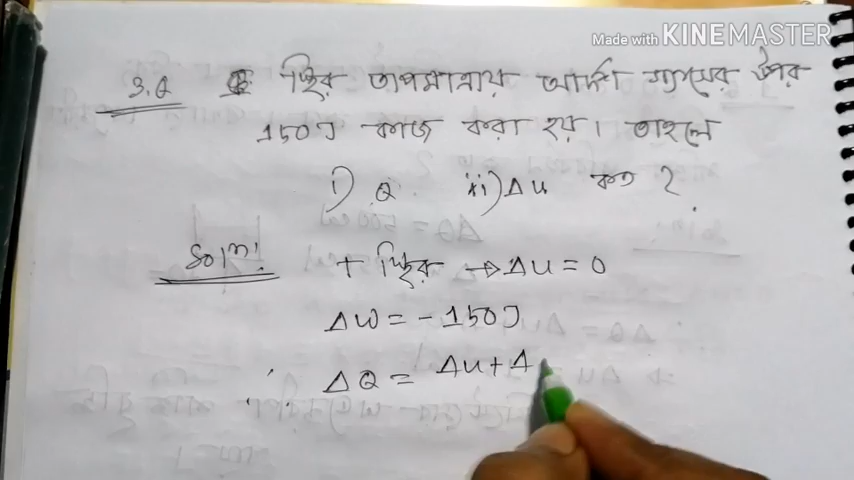 Made with KINEMASTER
3.Q স্থির তাপমাত্রায় আদর্শ গ্যাসের উপর
150J কাজ করা হয়। তাহলে
i) Q ii) ΔU কত ?
Soln:
T স্থির → ΔU = 0
ΔW = -150J
∴ ΔQ = ΔU + Δ